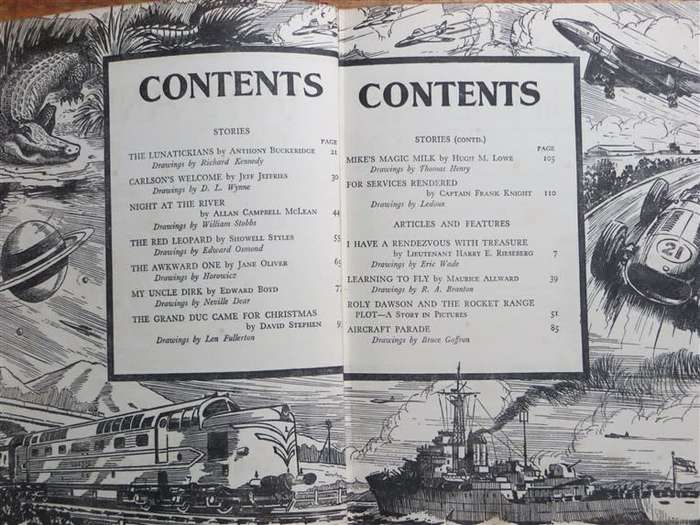 CONTENTS
STORIES
PAGE
THE LUNATICKIANS by Anthony Buckeridge 21
Drawings by Richard Kennedy
CARLSON'S WELCOME by Jeff Jeffries 30
Drawings by D. L. Wynne
NIGHT AT THE RIVER
by Allan Campbell McLean 44
Drawings by William Stobbs
THE RED LEOPARD by Showell Styles 55
Drawings by Edward Osmond
THE AWKWARD ONE by Jane Oliver
Drawings by Horowicz
MY UNCLE DIRK by Edward Boyd
Drawings by Neville Dear
THE GRAND DUC CAME FOR CHRISTMAS
by David Stephen
Drawings by Len Fullerton
CONTENTS
STORIES (contd.)
PAGE
MIKE'S MAGIC MILK by Hugh M. Lowe 105
Drawings by Thomas Henry
FOR SERVICES RENDERED
by Captain Frank Knight 110
Drawings by Ledoux
ARTICLES AND FEATURES
I HAVE A RENDEZVOUS WITH TREASURE
by Lieutenant Harry E. Rieseberg 7
Drawings by Eric Wade
LEARNING TO FLY by Maurice Allward 39
Drawings by R. A. Branton
ROLY DAWSON AND THE ROCKET RANGE
PLOT—A Story in Pictures 51
AIRCRAFT PARADE 85
Drawings by Bruce Goffron
21